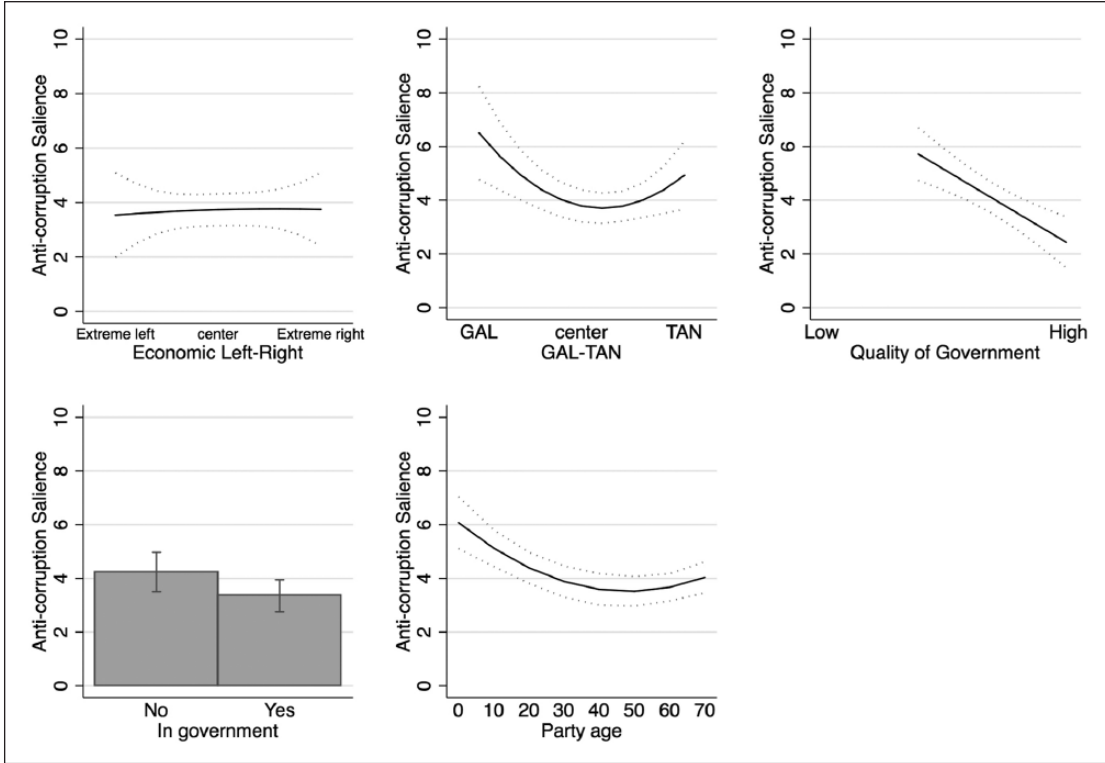 Anti-corruption Salience
10
8
6
4
2
0
Extreme left center Extreme right
Economic Left-Right
Anti-corruption Salience
10
8
6
4
2
0
GAL center TAN
GAL-TAN
Anti-corruption Salience
10
8
6
4
2
0
Low High
Quality of Government
Anti-corruption Salience
10
8
6
4
2
0
No Yes
In government
Anti-corruption Salience
10
8
6
4
2
0
0 10 20 30 40 50 60 70
Party age